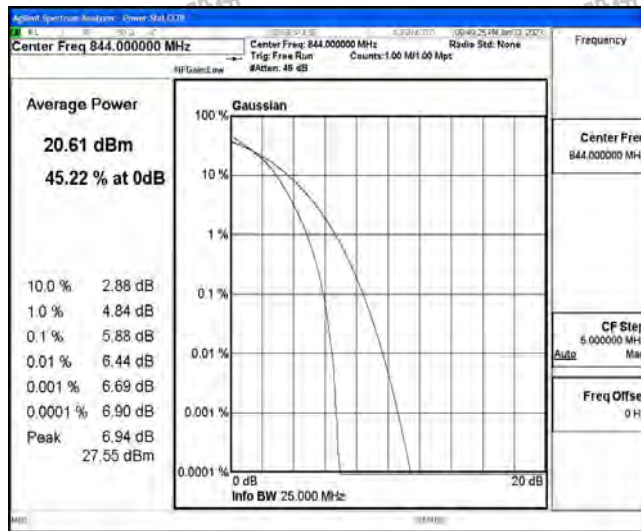 Agilent Spectrum Analyzer - Power Stat CCDF
Center Freq 844.000000 MHz
Center Freq: 844.000000 MHz
Radio Std: None
Trig: Free Run
Counts:1.00 M/1.00 Mpt
#IFGain:Low
#Atten: 46 dB
Frequency
Average Power
20.61 dBm
45.22 % at 0dB
10.0 % 2.88 dB
1.0 % 4.84 dB
0.1 % 5.88 dB
0.01 % 6.44 dB
0.001 % 6.69 dB
0.0001 % 6.90 dB
Peak 6.94 dB
27.55 dBm
Gaussian
100 %
10 %
1 %
0.1 %
0.01 %
0.001 %
0.0001 %
0 dB
20 dB
Info BW 25.000 MHz
Center Fre
844.000000 MH
CF Step
5.000000 MH
Auto Ma
Freq Offse
0 H